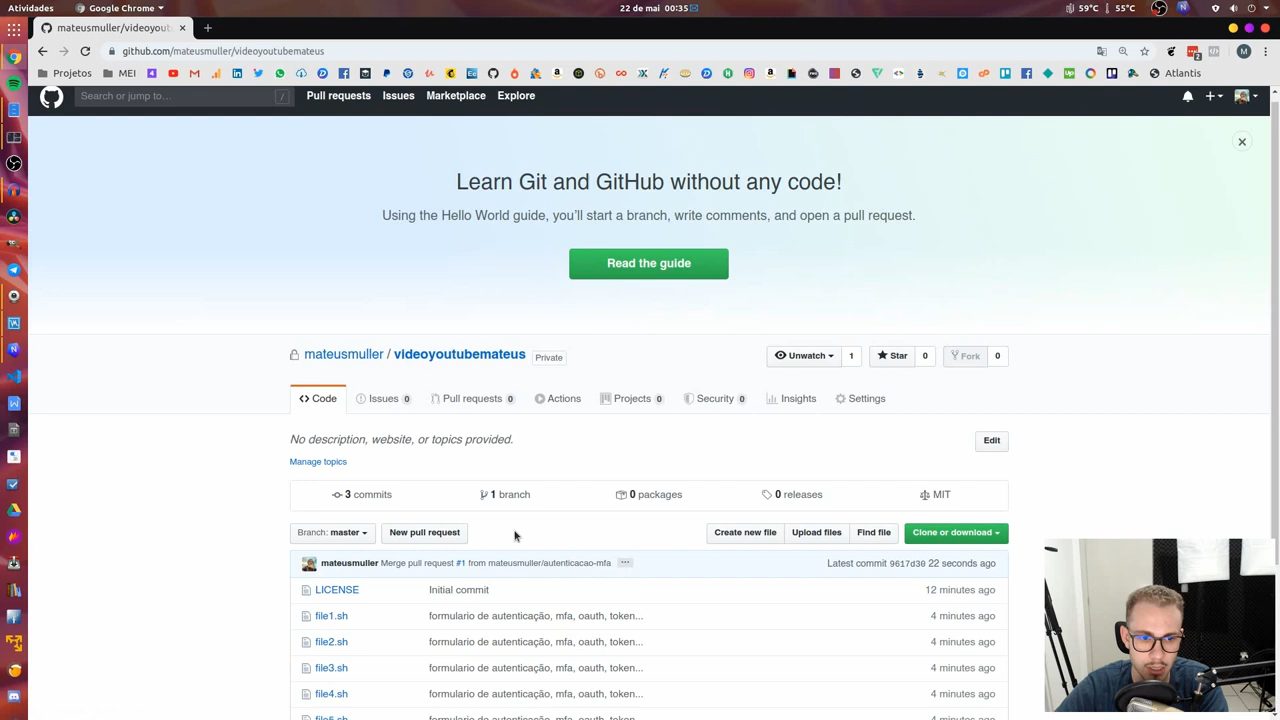 Atividades
Google Chrome
22 de mai 00:35
59°C
55°C
mateusmuller/videoyoutub
github.com/mateusmuller/videoyoutubemateus
2
M
Projetos
MEI
Atlantis
Search or jump to…
/
Pull requests
Issues
Marketplace
Explore
Learn Git and GitHub without any code!
Using the Hello World guide, you’ll start a branch, write comments, and open a pull request.
Read the guide
mateusmuller / videoyoutubemateus
Private
Unwatch
1
Star
0
Fork
0
Code
Issues 0
Pull requests 0
Actions
Projects 0
Security 0
Insights
Settings
No description, website, or topics provided.
Edit
Manage topics
3 commits
1 branch
0 packages
0 releases
MIT
Branch: master
New pull request
Create new file
Upload files
Find file
Clone or download
mateusmuller Merge pull request #1 from mateusmuller/autenticacao-mfa
Latest commit 9617d30 22 seconds ago
LICENSE
Initial commit
12 minutes ago
file1.sh
formulario de autenticação, mfa, oauth, token...
4 minutes ago
file2.sh
formulario de autenticação, mfa, oauth, token...
4 minutes ago
file3.sh
formulario de autenticação, mfa, oauth, token...
4 minutes ago
file4.sh
formulario de autenticação, mfa, oauth, token...
4 minutes ago